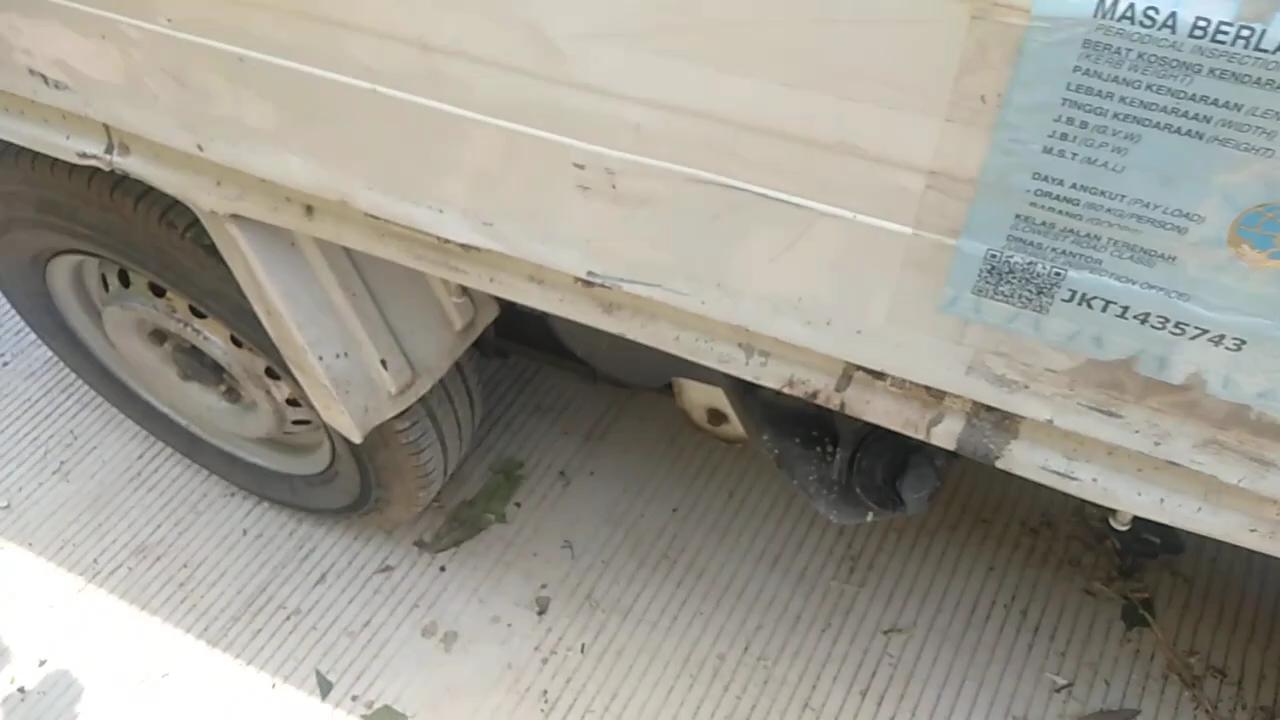 MASA BERLA
PERIODICAL INSPECTIO
BERAT KOSONG KENDARA
(KERB WEIGHT)
PANJANG KENDARAAN (LEN
LEBAR KENDARAAN (WIDTH)
TINGGI KENDARAAN (HEIGHT)
J.B.B (G.V.W)
J.B.I (G.P.W)
M.S.T (M.A.L)
DAYA ANGKUT (PAY LOAD)
- ORANG (60 KG/PERSON)
KELAS JALAN TERENDAH
(LOWEST ROAD CLASS)
DINAS/KANTOR
JKT1435743